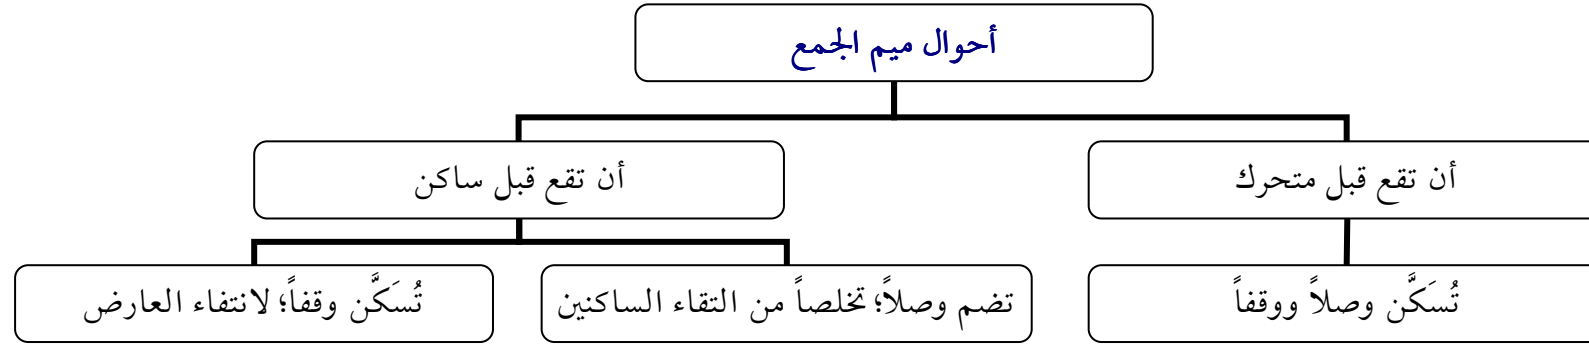 أحوال ميم الجمع
أن تقع قبل متحرك
أن تقع قبل ساكن
تُسَكَّن وصلاً ووقفاً
تضم وصلاً؛ تخلصاً من التقاء الساكنين
تُسَكَّن وقفاً؛ لانتفاء العارض